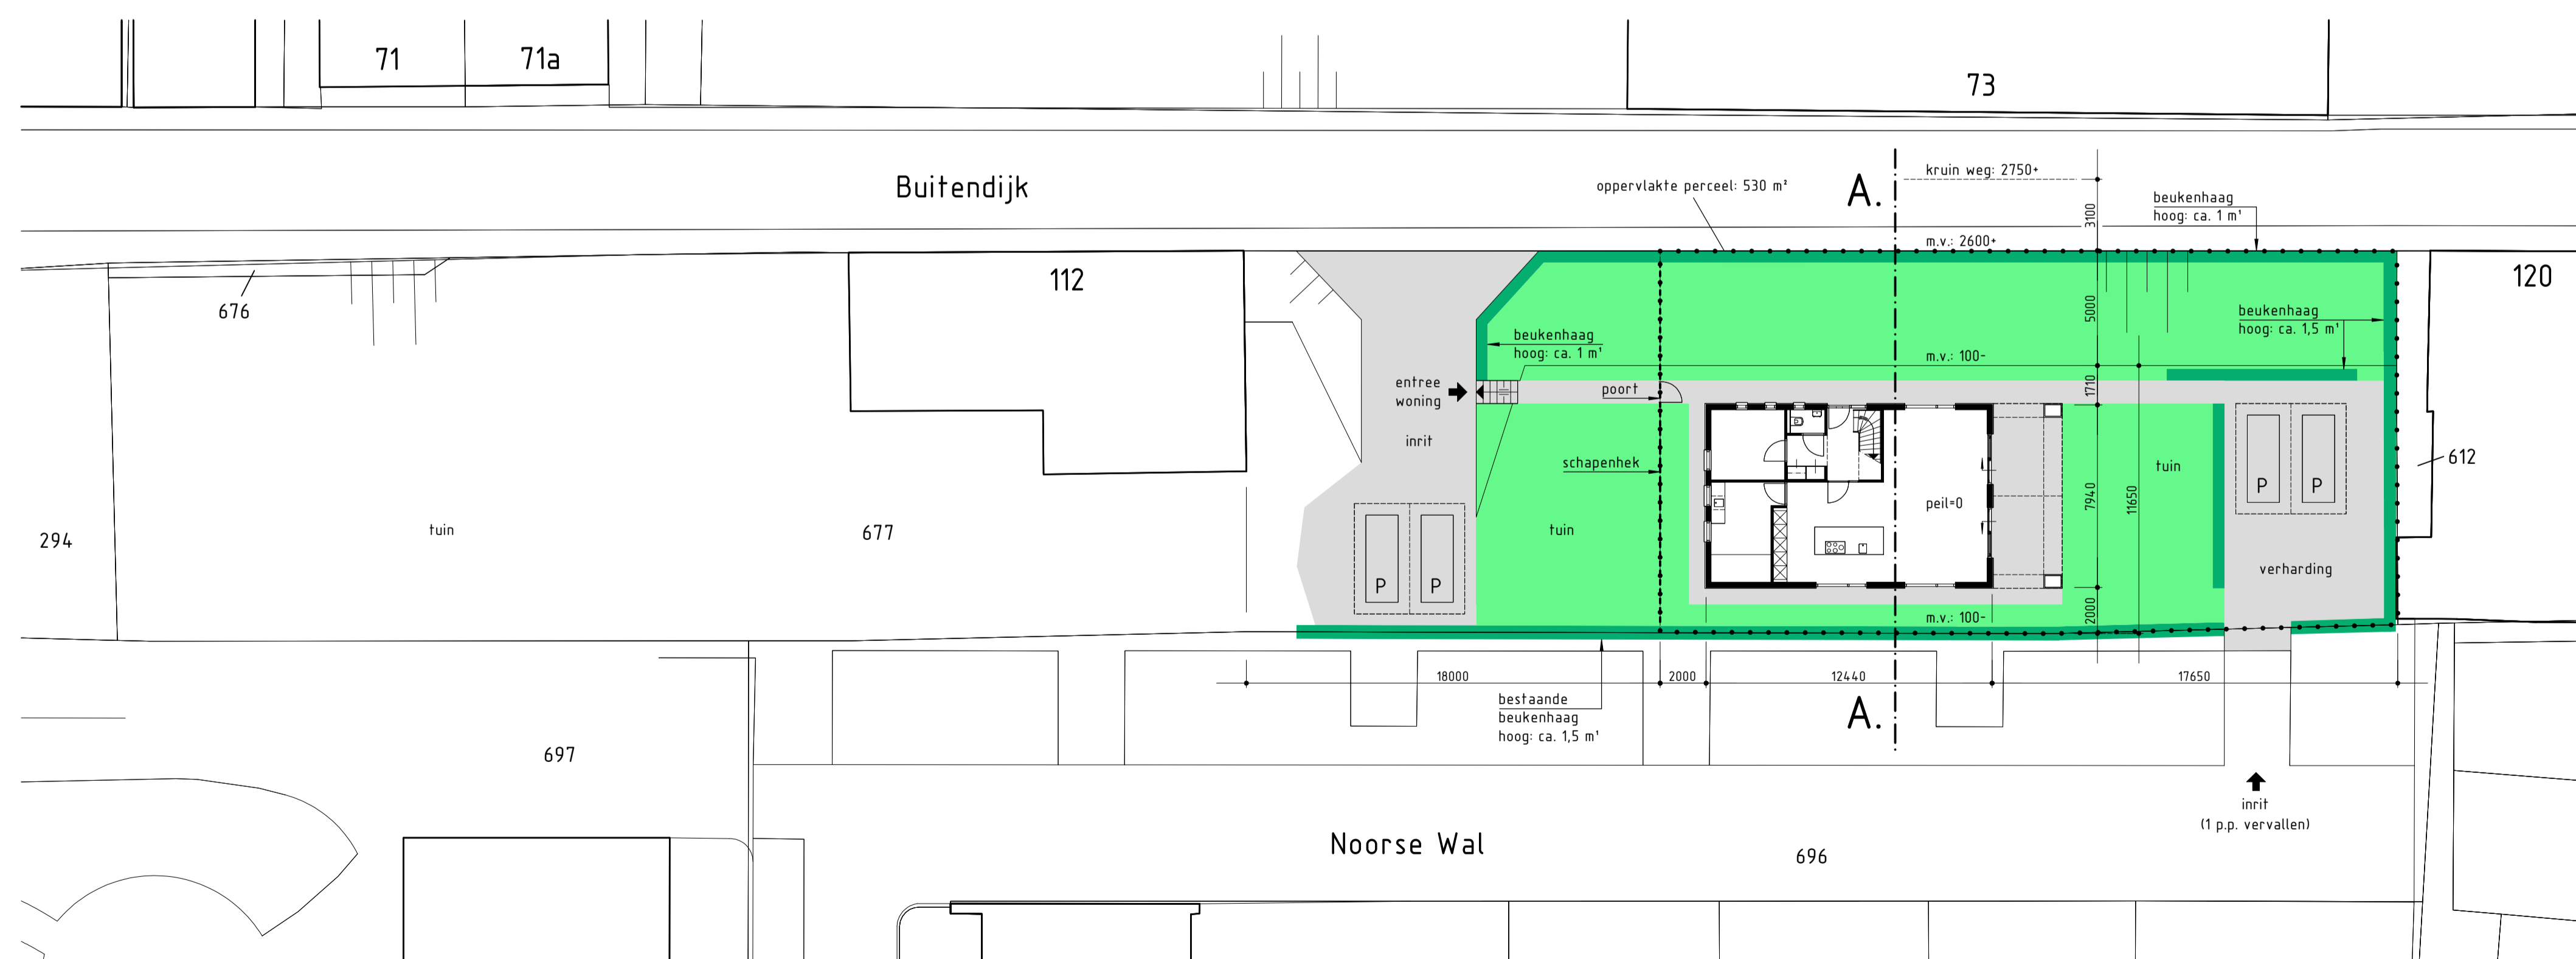 71
71a
73
Buitendijk
A.
kruin weg: 2750+
oppervlakte perceel: 530 m²
beukenhaag
hoog: ca. 1 m¹
3100
m.v.: 2600+
112
120
676
5000
beukenhaag
hoog: ca. 1,5 m¹
beukenhaag
hoog: ca. 1 m¹
m.v.: 100-
entree
woning
poort
1710
inrit
schapenhek
tuin
612
P
P
peil=0
7940
11650
294
tuin
677
tuin
verharding
P
P
m.v.: 100-
2000
18000
2000
12440
17650
bestaande
beukenhaag
hoog: ca. 1,5 m¹
A.
697
inrit
(1 p.p. vervallen)
Noorse Wal
696